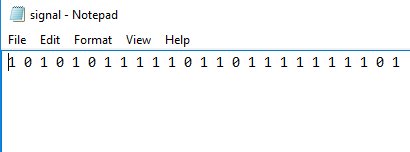 signal - Notepad
File Edit Format View Help
1 0 1 0 1 0 1 1 1 1 1 0 1 1 0 1 1 1 1 1 1 1 1 0 1